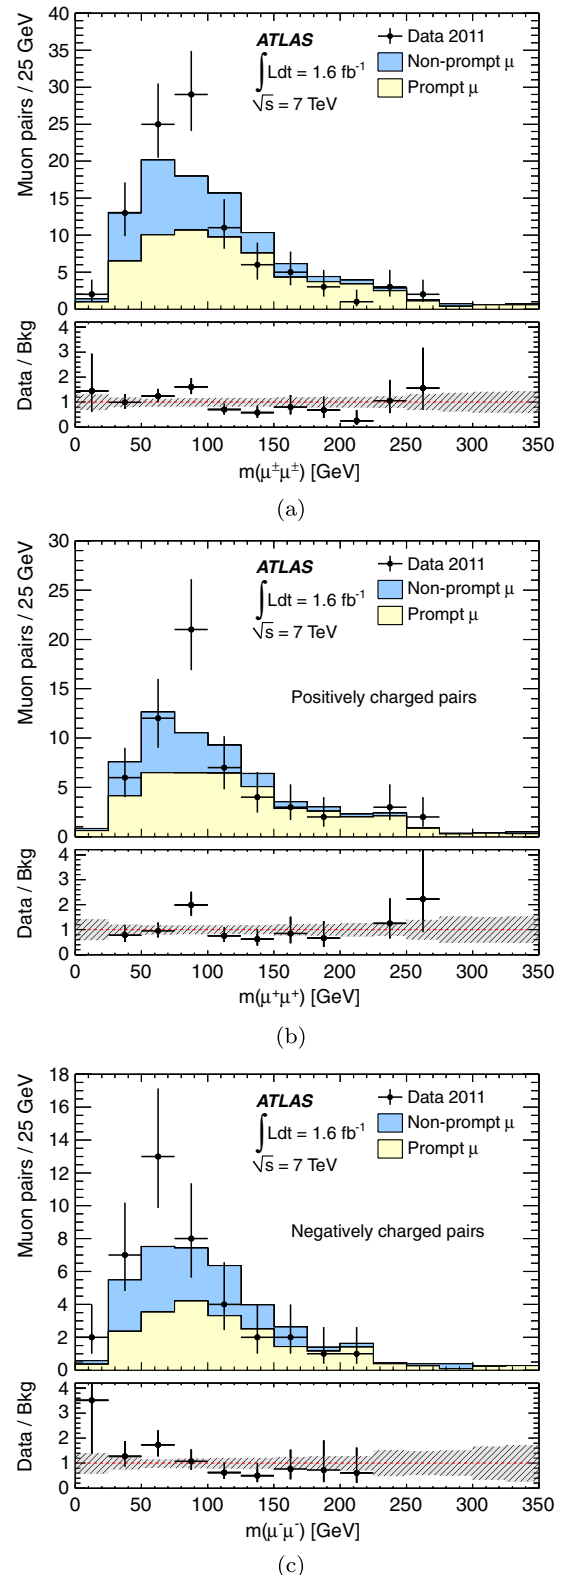 Muon pairs / 25 GeV
40
35
30
25
20
15
10
5
0
ATLAS
∫Ldt = 1.6 fb⁻¹
√s = 7 TeV
Data 2011
Non-prompt μ
Prompt μ
Data / Bkg
4
3
2
1
0
0 50 100 150 200 250 300 350
m(μ±μ±) [GeV]
(a)
Muon pairs / 25 GeV
30
25
20
15
10
5
0
ATLAS
∫Ldt = 1.6 fb⁻¹
√s = 7 TeV
Data 2011
Non-prompt μ
Prompt μ
Positively charged pairs
Data / Bkg
4
3
2
1
0
0 50 100 150 200 250 300 350
m(μ⁺μ⁺) [GeV]
(b)
Muon pairs / 25 GeV
18
16
14
12
10
8
6
4
2
0
ATLAS
∫Ldt = 1.6 fb⁻¹
√s = 7 TeV
Data 2011
Non-prompt μ
Prompt μ
Negatively charged pairs
Data / Bkg
4
3
2
1
0
0 50 100 150 200 250 300 350
m(μ⁻μ⁻) [GeV]
(c)